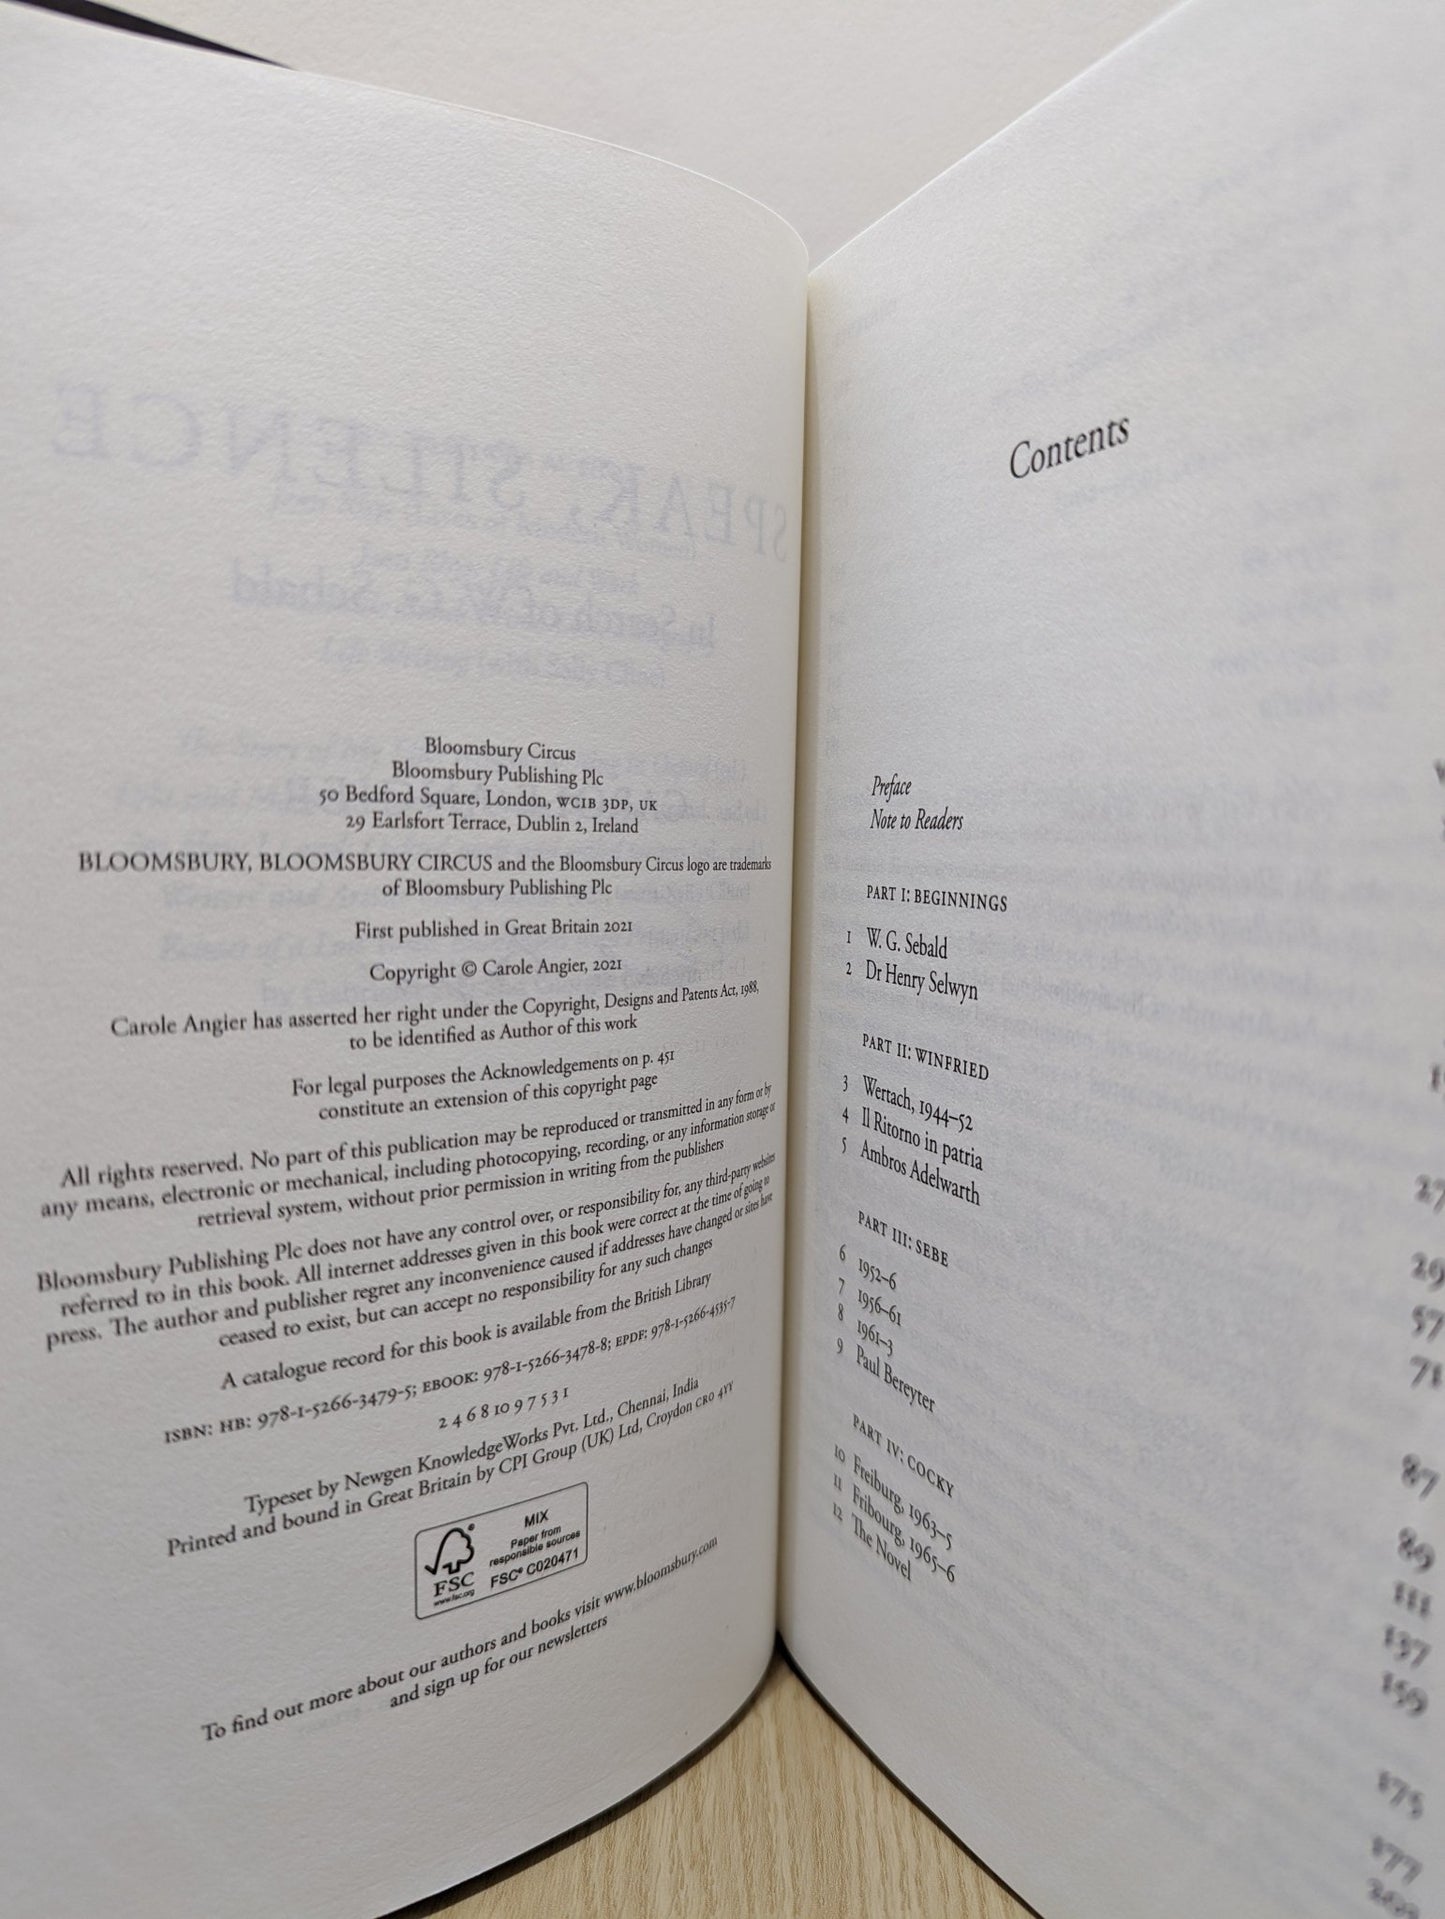 Bloomsbury Circus
Bloomsbury Publishing Plc
50 Bedford Square, London, WC1B 3DP, UK
29 Earlsfort Terrace, Dublin 2, Ireland
BLOOMSBURY, BLOOMSBURY CIRCUS and the Bloomsbury Circus logo are trademarks
of Bloomsbury Publishing Plc
First published in Great Britain 2021
Copyright © Carole Angier, 2021
Carole Angier has asserted her right under the Copyright, Designs and Patents Act, 1988,
to be identified as Author of this work
For legal purposes the Acknowledgements on p. 451
constitute an extension of this copyright page
All rights reserved. No part of this publication may be reproduced or transmitted in any form or by
any means, electronic or mechanical, including photocopying, recording, or any information storage or
retrieval system, without prior permission in writing from the publishers
Bloomsbury Publishing Plc does not have any control over, or responsibility for, any third-party websites
referred to in this book. All internet addresses given in this book were correct at the time of going to
press. The author and publisher regret any inconvenience caused if addresses have changed or sites have
ceased to exist, but can accept no responsibility for any such changes
A catalogue record for this book is available from the British Library
ISBN: HB: 978-1-5266-3479-5; EBOOK: 978-1-5266-3478-8; EPDF: 978-1-5266-4535-7
2 4 6 8 10 9 7 5 3 1
Typeset by Newgen KnowledgeWorks Pvt. Ltd., Chennai, India
Printed and bound in Great Britain by CPI Group (UK) Ltd, Croydon CR0 4YY
FSC
www.fsc.org
MIX
Paper from
responsible sources
FSC® C020471
To find out more about our authors and books visit www.bloomsbury.com
and sign up for our newsletters
Contents
Preface
Note to Readers
PART I: BEGINNINGS
1 W. G. Sebald
2 Dr Henry Selwyn
PART II: WINFRIED 27
3 Wertach, 1944–52 29
4 Il Ritorno in patria 57
5 Ambros Adelwarth 71
PART III: SEBE 87
6 1952–6 89
7 1956–61 111
8 1961–3 137
9 Paul Bereyter 159
PART IV: COCKY 175
10 Freiburg, 1963–5 177
11 Fribourg, 1965–6
12 The Novel